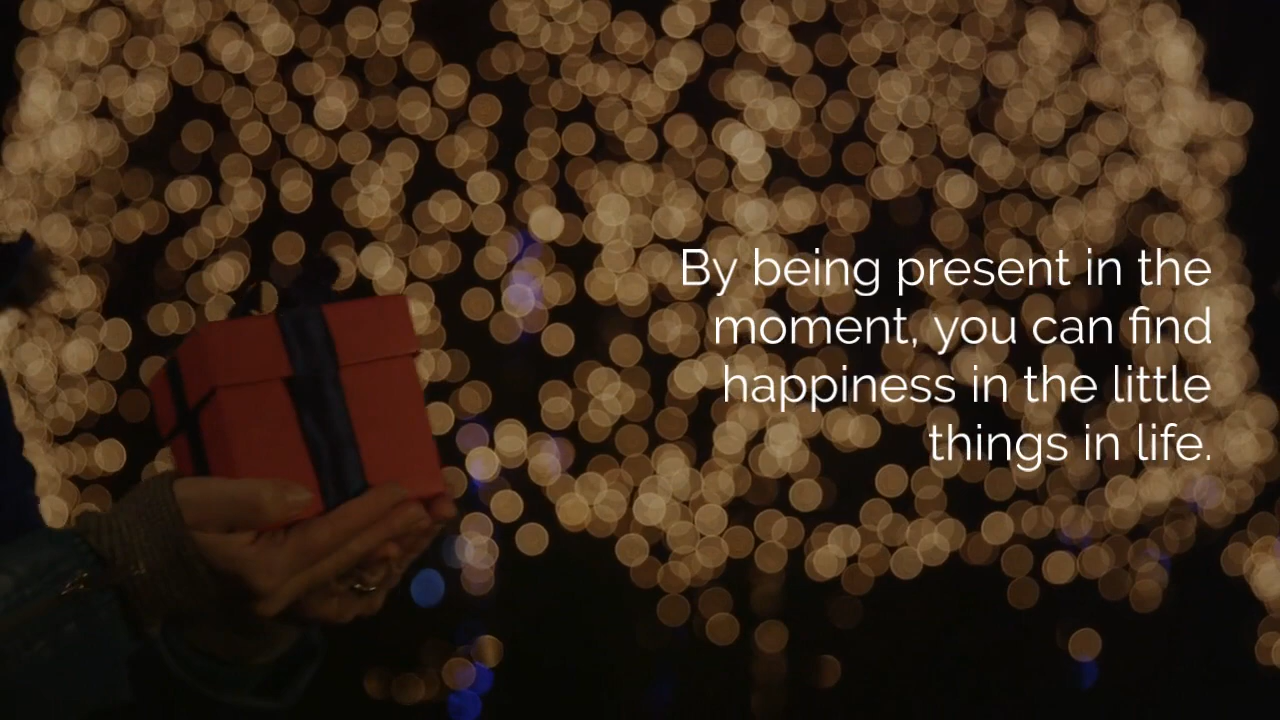 By being present in the
moment, you can find
happiness in the little
things in life.